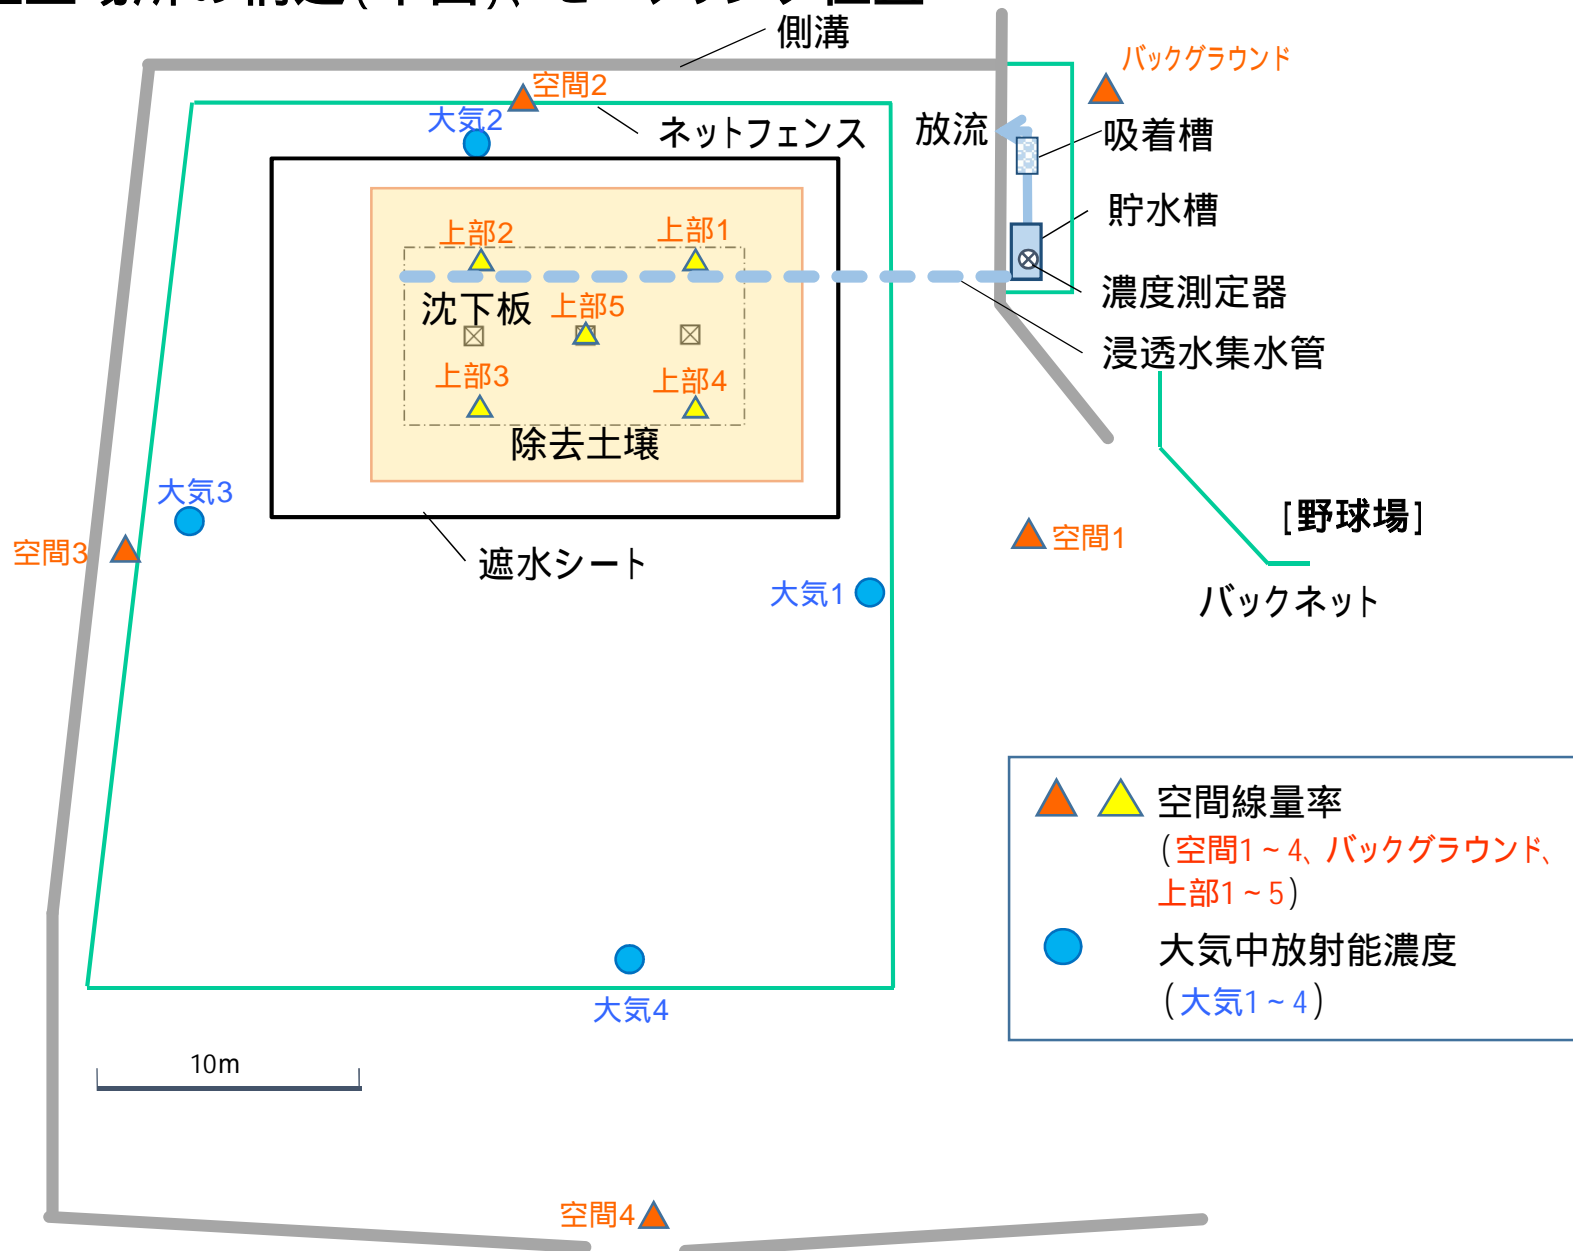 側溝
バックグラウンド
空間2
大気2
ネットフェンス
放流
吸着槽
貯水槽
上部2
上部1
濃度測定器
沈下板
上部5
浸透水集水管
上部3
上部4
除去土壌
大気3
[野球場]
空間3
空間1
遮水シート
大気1
バックネット
空間線量率
(空間1~4、バックグラウンド、
上部1~5)
大気中放射能濃度
(大気1~4)
大気4
10m
空間4